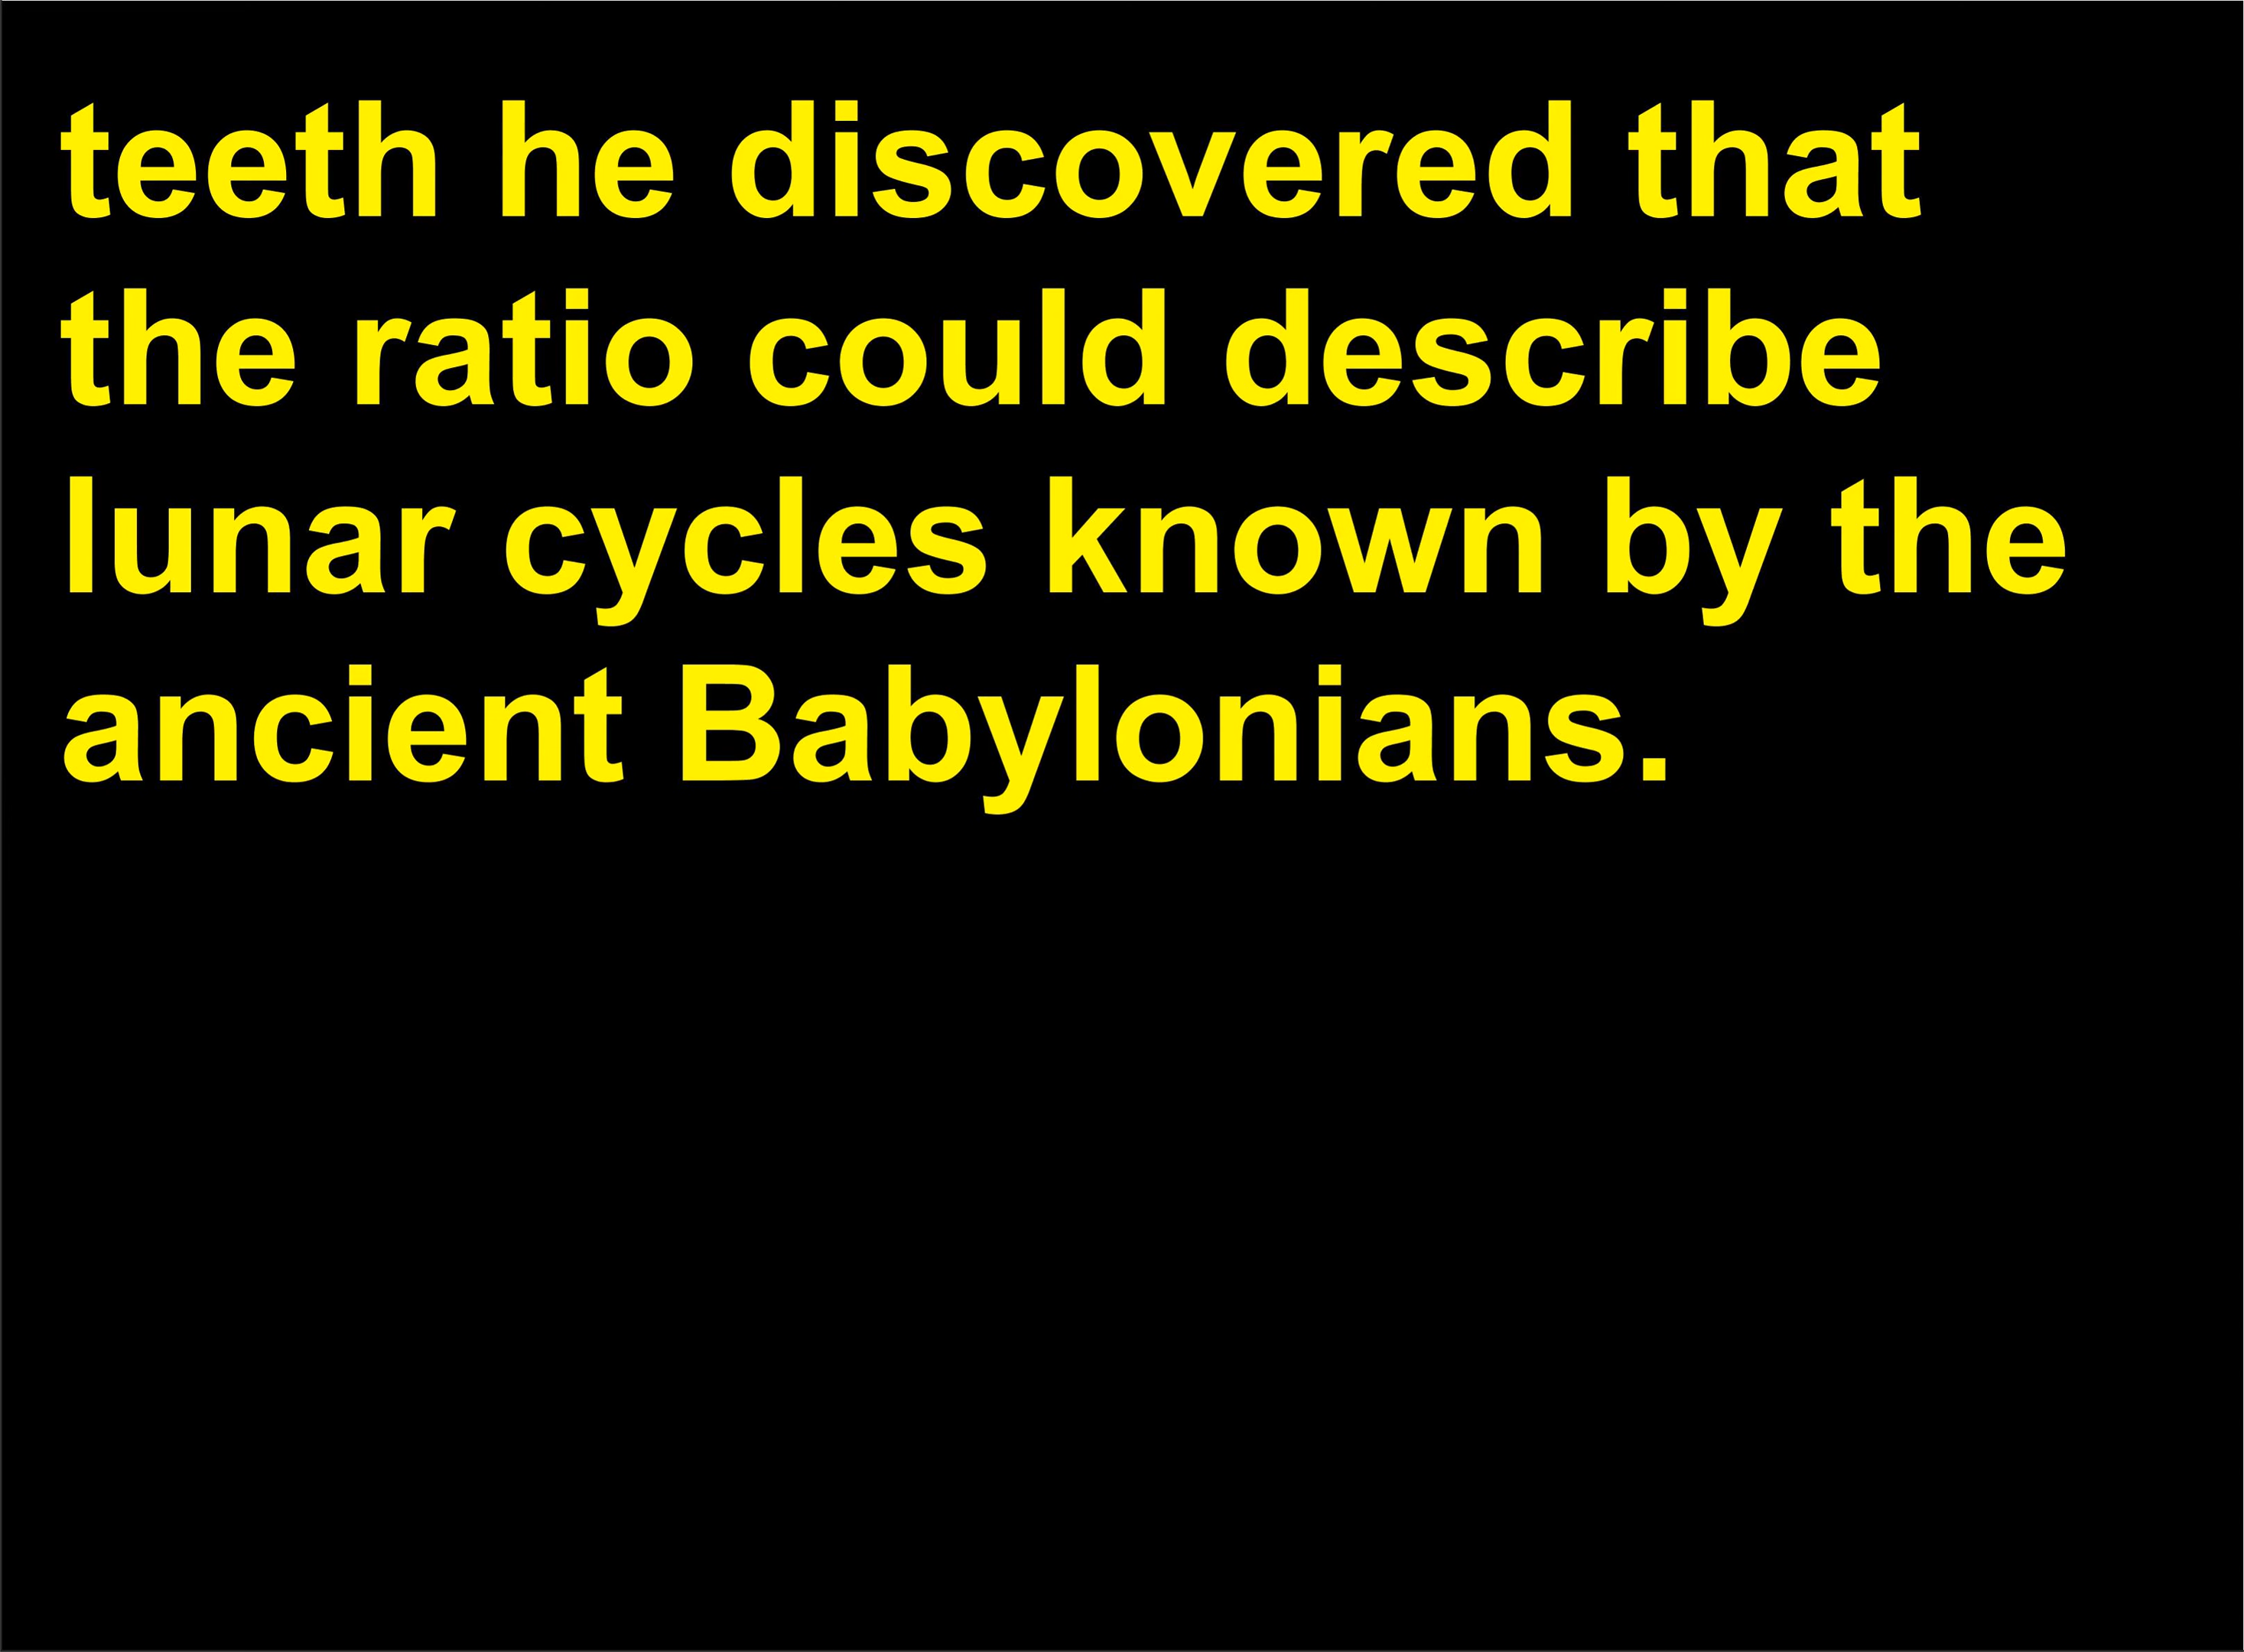 teeth he discovered that
the ratio could describe
lunar cycles known by the
ancient Babylonians.